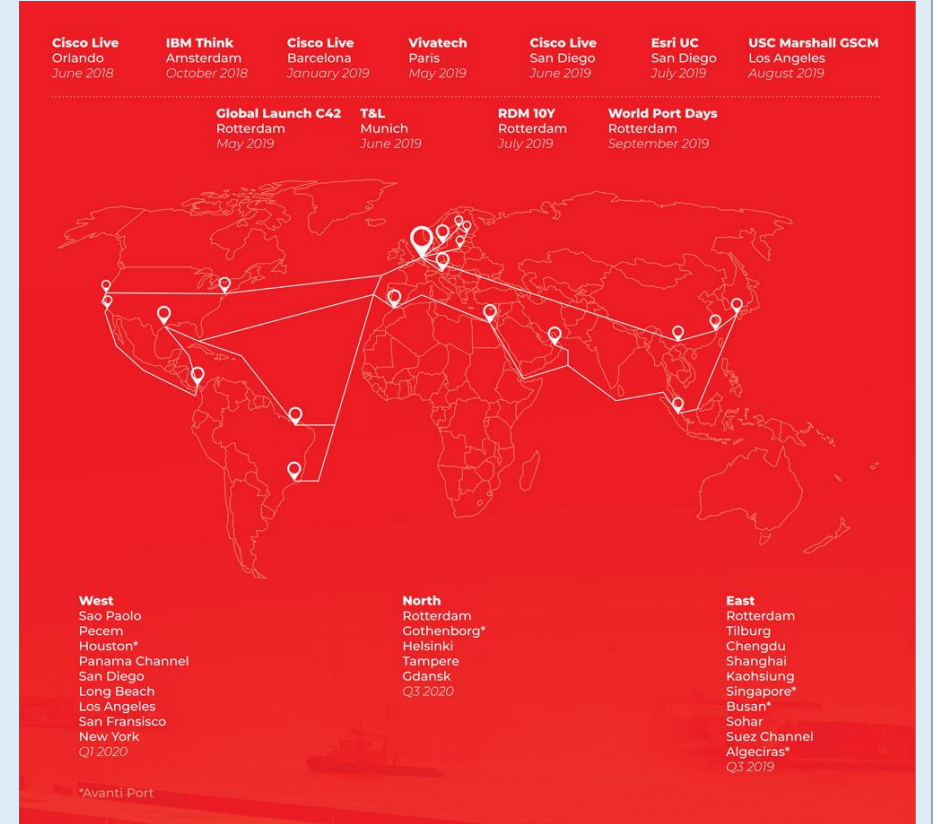 Cisco Live
Orlando
June 2018
IBM Think
Amsterdam
October 2018
Cisco Live
Barcelona
January 2019
Vivatech
Paris
May 2019
Cisco Live
San Diego
June 2019
Esri UC
San Diego
July 2019
USC Marshall GSCM
Los Angeles
August 2019
Global Launch C42
Rotterdam
May 2019
T&L
Munich
June 2019
RDM 10Y
Rotterdam
July 2019
World Port Days
Rotterdam
September 2019
West
Sao Paolo
Pecem
Houston*
Panama Channel
San Diego
Long Beach
Los Angeles
San Fransisco
New York
Q1 2020
North
Rotterdam
Gothenborg*
Helsinki
Tampere
Gdansk
Q3 2020
East
Rotterdam
Tilburg
Chengdu
Shanghai
Kaohsiung
Singapore*
Busan*
Sohar
Suez Channel
Algeciras*
Q3 2019
*Avanti Port